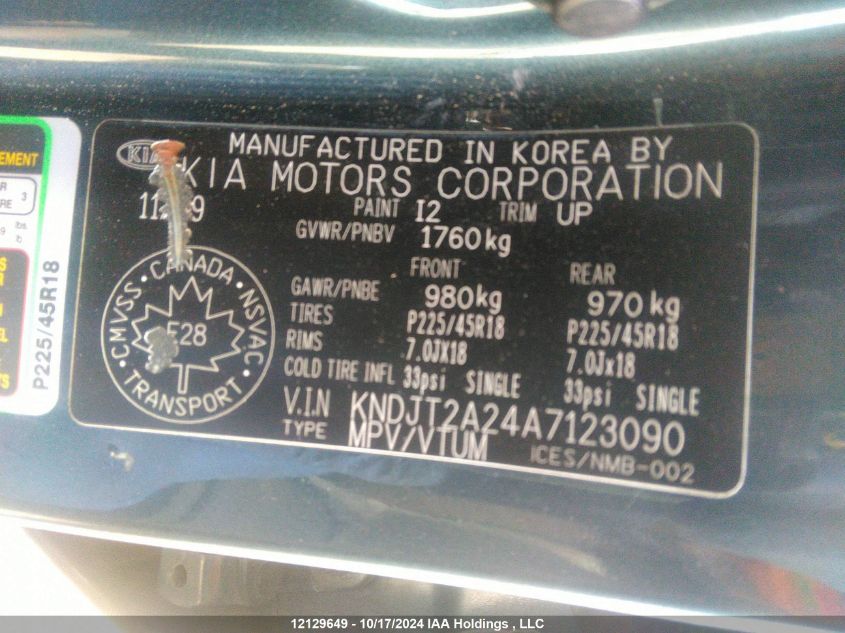 EMENT
P225/45R18
KIA
MANUFACTURED IN KOREA BY
KIA MOTORS CORPORATION
PAINT I2 TRIM UP
GVWR/PNBV 1760kg
FRONT REAR
GAWR/PNBE 980kg 970kg
TIRES P225/45R18 P225/45R18
RIMS 7.0JX18 7.0Jx18
COLD TIRE INFL 33psi SINGLE 33psi SINGLE
V.I.N KNDJT2A24A7123090
TYPE MPV/VTUM
ICES/NMB-002
CMVSS • CANADA • NSVAC • TRANSPORT •
12129649 - 10/17/2024 IAA Holdings , LLC